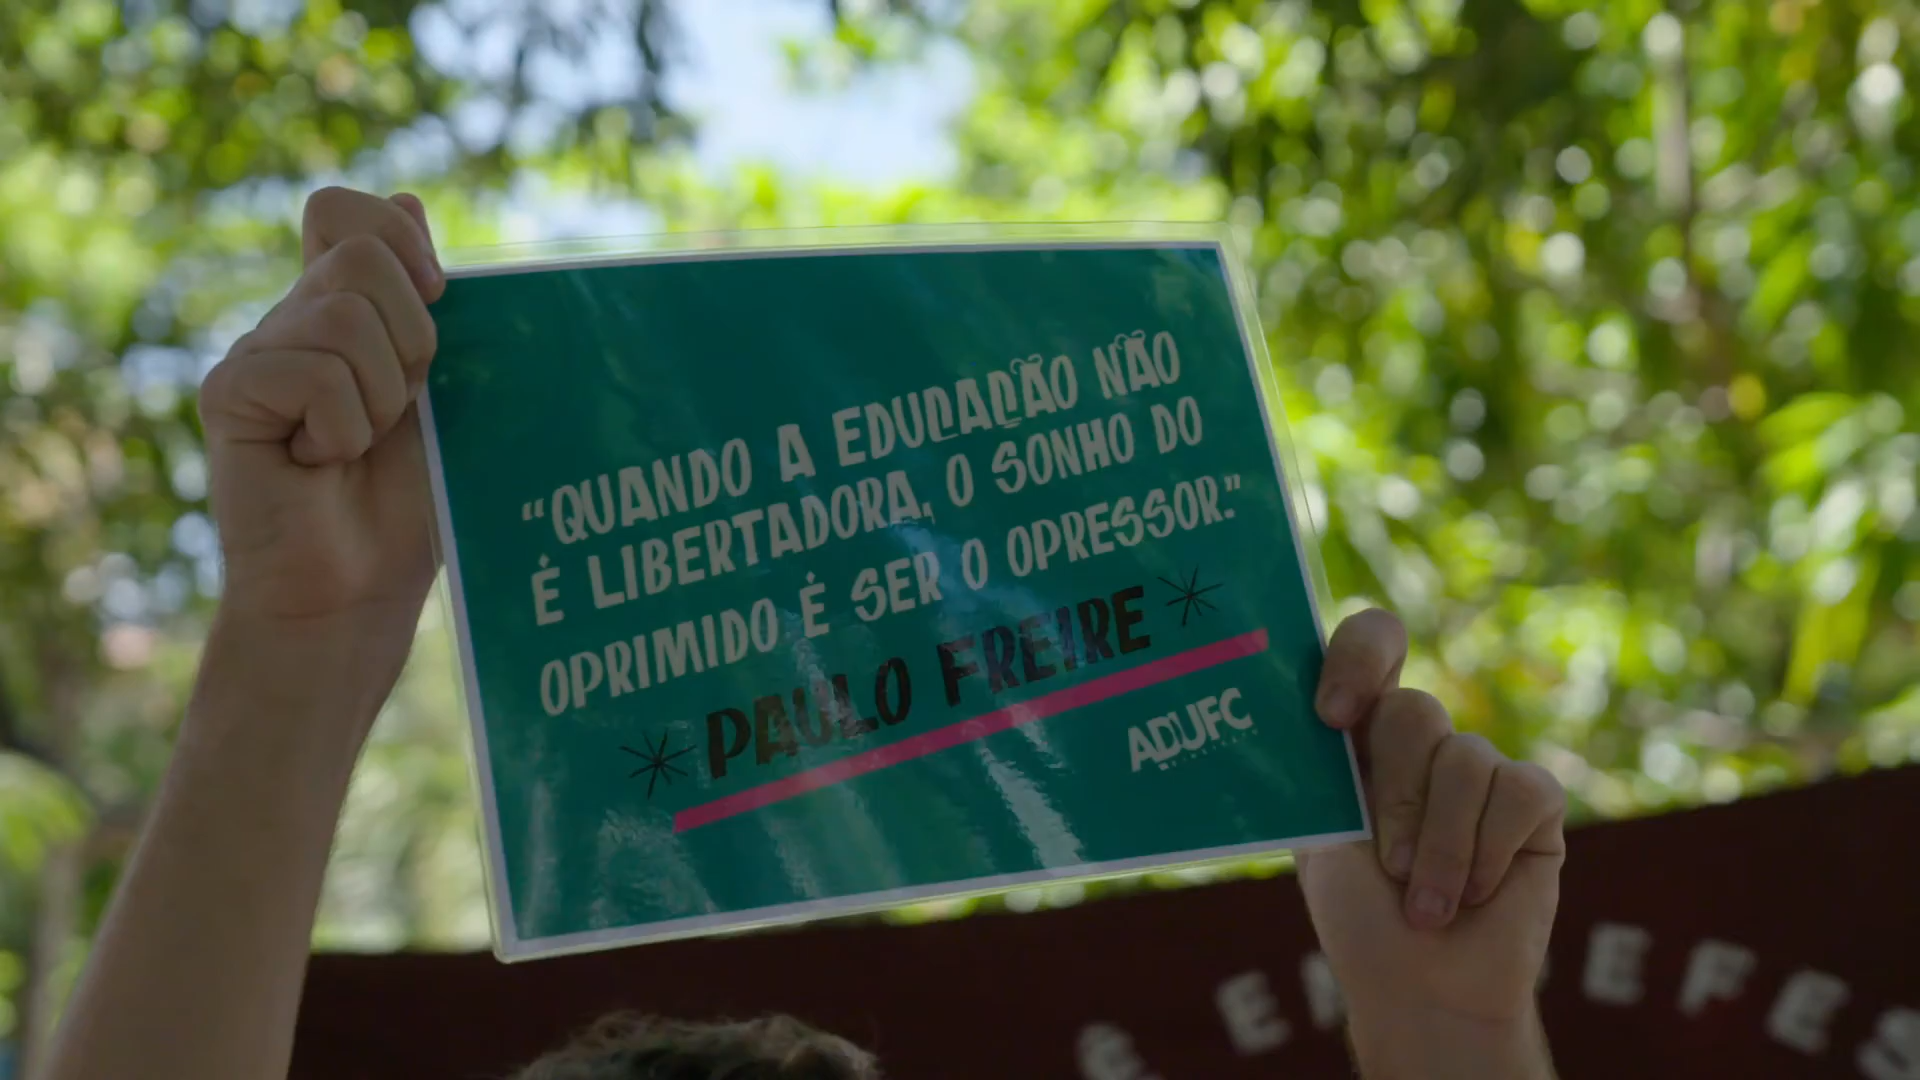 “QUANDO A EDUCAÇÃO NÃO
É LIBERTADORA, O SONHO DO
OPRIMIDO É SER O OPRESSOR.”
PAULO FREIRE
ADUFC